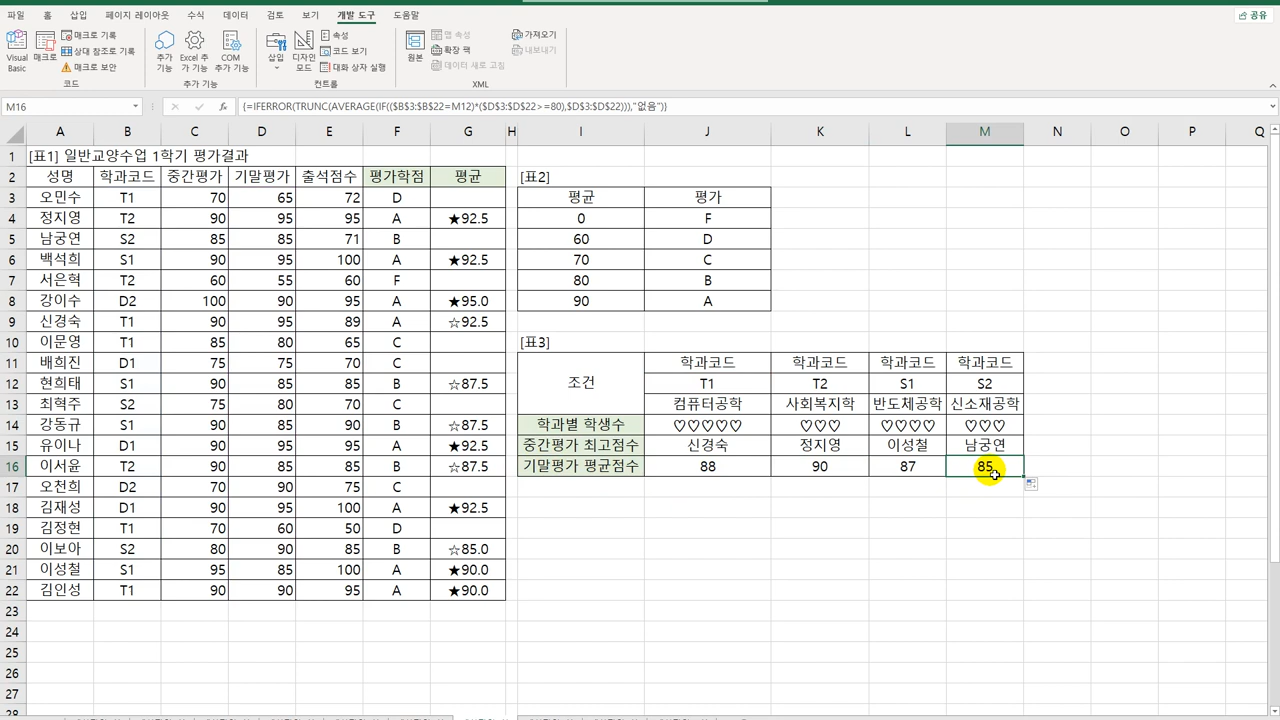 파일 홈 삽입 페이지 레이아웃 수식 데이터 검토 보기 개발 도구 도움말 공유
Visual Basic
매크로
매크로 기록
상대 참조로 기록
매크로 보안
코드
추가 기능
Excel 추가 기능
COM 추가 기능
추가 기능
삽입
디자인 모드
속성
코드 보기
대화 상자 실행
컨트롤
원본
맵 속성
확장 팩
데이터 새로 고침
가져오기
내보내기
XML
M16 fx {=IFERROR(TRUNC(AVERAGE(IF(($B$3:$B$22=M12)*($D$3:$D$22>=80),$D$3:$D$22))),"없음")}
A B C D E F G H I J K L M N O P Q
1 [표1] 일반교양수업 1학기 평가결과
2 성명 학과코드 중간평가 기말평가 출석점수 평가학점 평균 [표2]
3 오민수 T1 70 65 72 D 평균 평가
4 정지영 T2 90 95 95 A ★92.5 0 F
5 남궁연 S2 85 85 71 B 60 D
6 백석희 S1 90 95 100 A ★92.5 70 C
7 서은혁 T2 60 55 60 F 80 B
8 강이수 D2 100 90 95 A ★95.0 90 A
9 신경숙 T1 90 95 89 A ☆92.5
10 이문영 T1 85 80 65 C [표3]
11 배희진 D1 75 75 70 C 조건 학과코드 학과코드 학과코드 학과코드
12 현희태 S1 90 85 85 B ☆87.5 T1 T2 S1 S2
13 최혁주 S2 75 80 70 C 컴퓨터공학 사회복지학 반도체공학 신소재공학
14 강동규 S1 85 90 90 B ☆87.5 학과별 학생수 ♡♡♡♡♡ ♡♡♡ ♡♡♡♡ ♡♡♡
15 유이나 D1 90 95 95 A ★92.5 중간평가 최고점수 신경숙 정지영 이성철 남궁연
16 이서윤 T2 90 85 85 B ☆87.5 기말평가 평균점수 88 90 87 85
17 오천희 D2 70 90 75 C
18 김재성 D1 90 95 100 A ★92.5
19 김정현 T1 70 60 50 D
20 이보아 S2 80 90 85 B ☆85.0
21 이성철 S1 95 85 100 A ★90.0
22 김인성 T1 90 90 95 A ★90.0
23
24
25
26
27
28